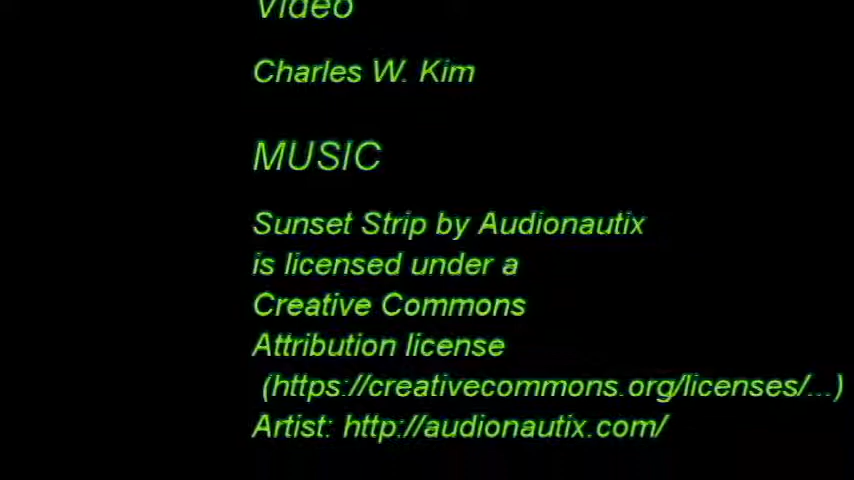 Video
Charles W. Kim
MUSIC
Sunset Strip by Audionautix
is licensed under a
Creative Commons
Attribution license
(https://creativecommons.org/licenses/...)
Artist: http://audionautix.com/